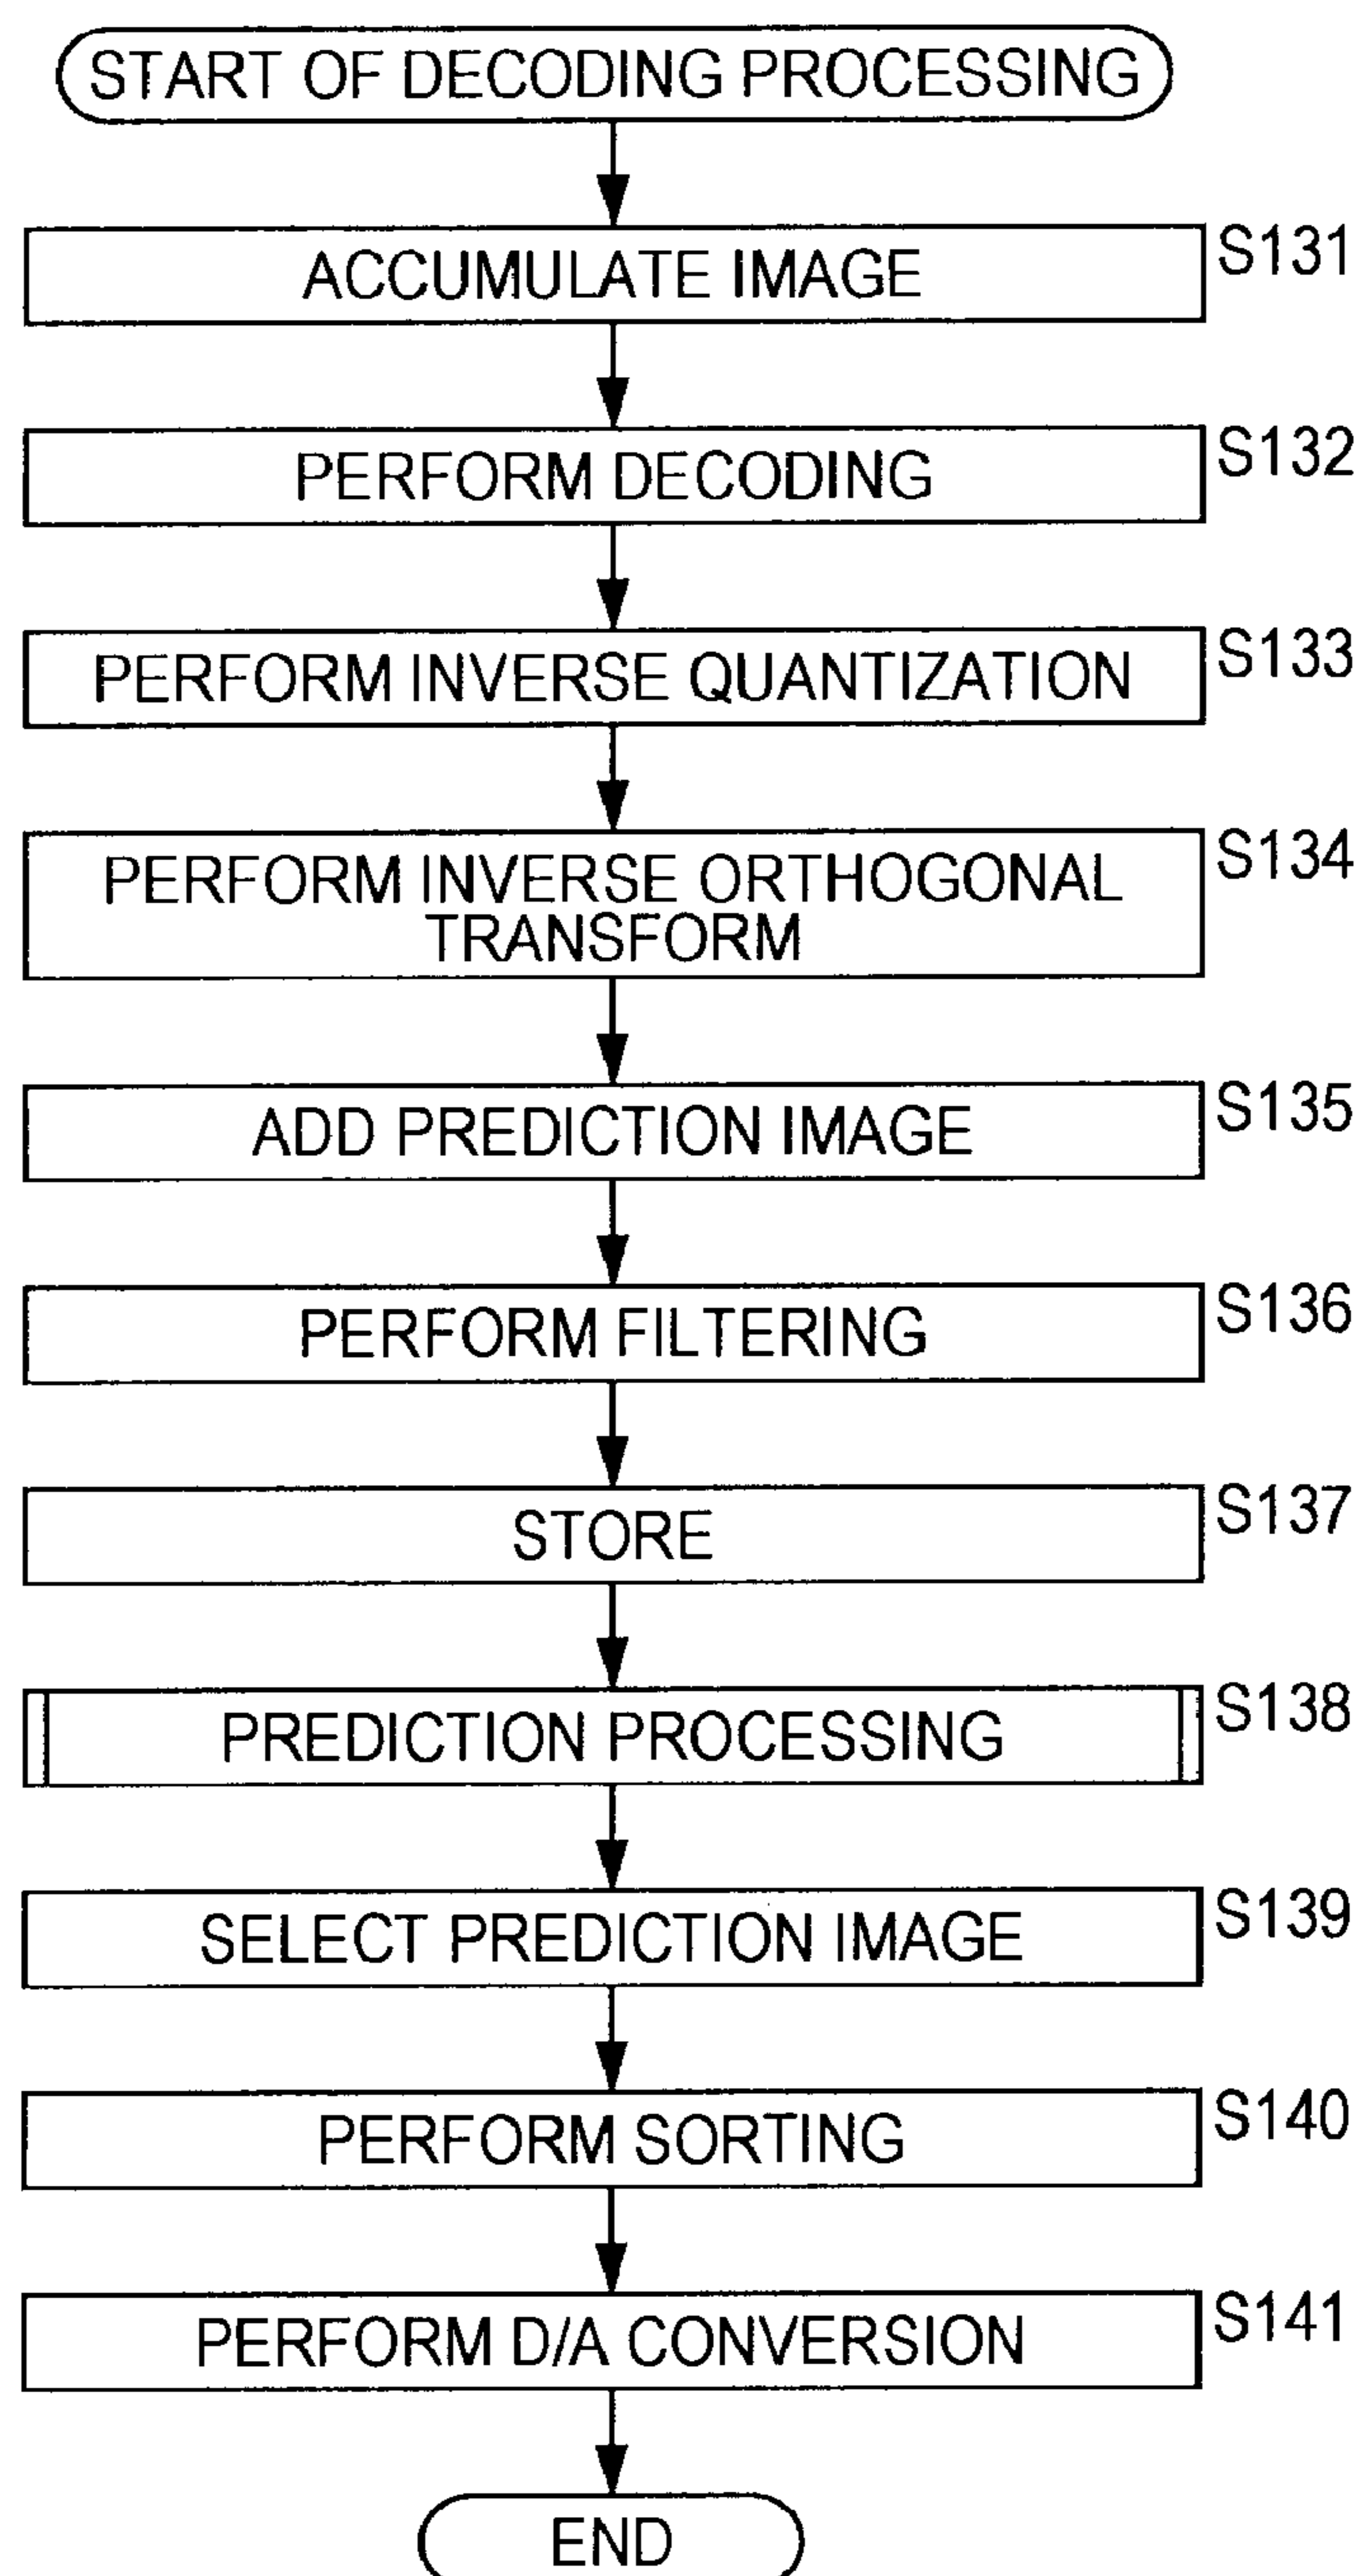 START OF DECODING PROCESSING
ACCUMULATE IMAGE
S131
PERFORM DECODING
S132
PERFORM INVERSE QUANTIZATION
S133
PERFORM INVERSE ORTHOGONAL
TRANSFORM
S134
ADD PREDICTION IMAGE
S135
PERFORM FILTERING
S136
STORE
S137
PREDICTION PROCESSING
S138
SELECT PREDICTION IMAGE
S139
PERFORM SORTING
S140
PERFORM D/A CONVERSION
S141
END